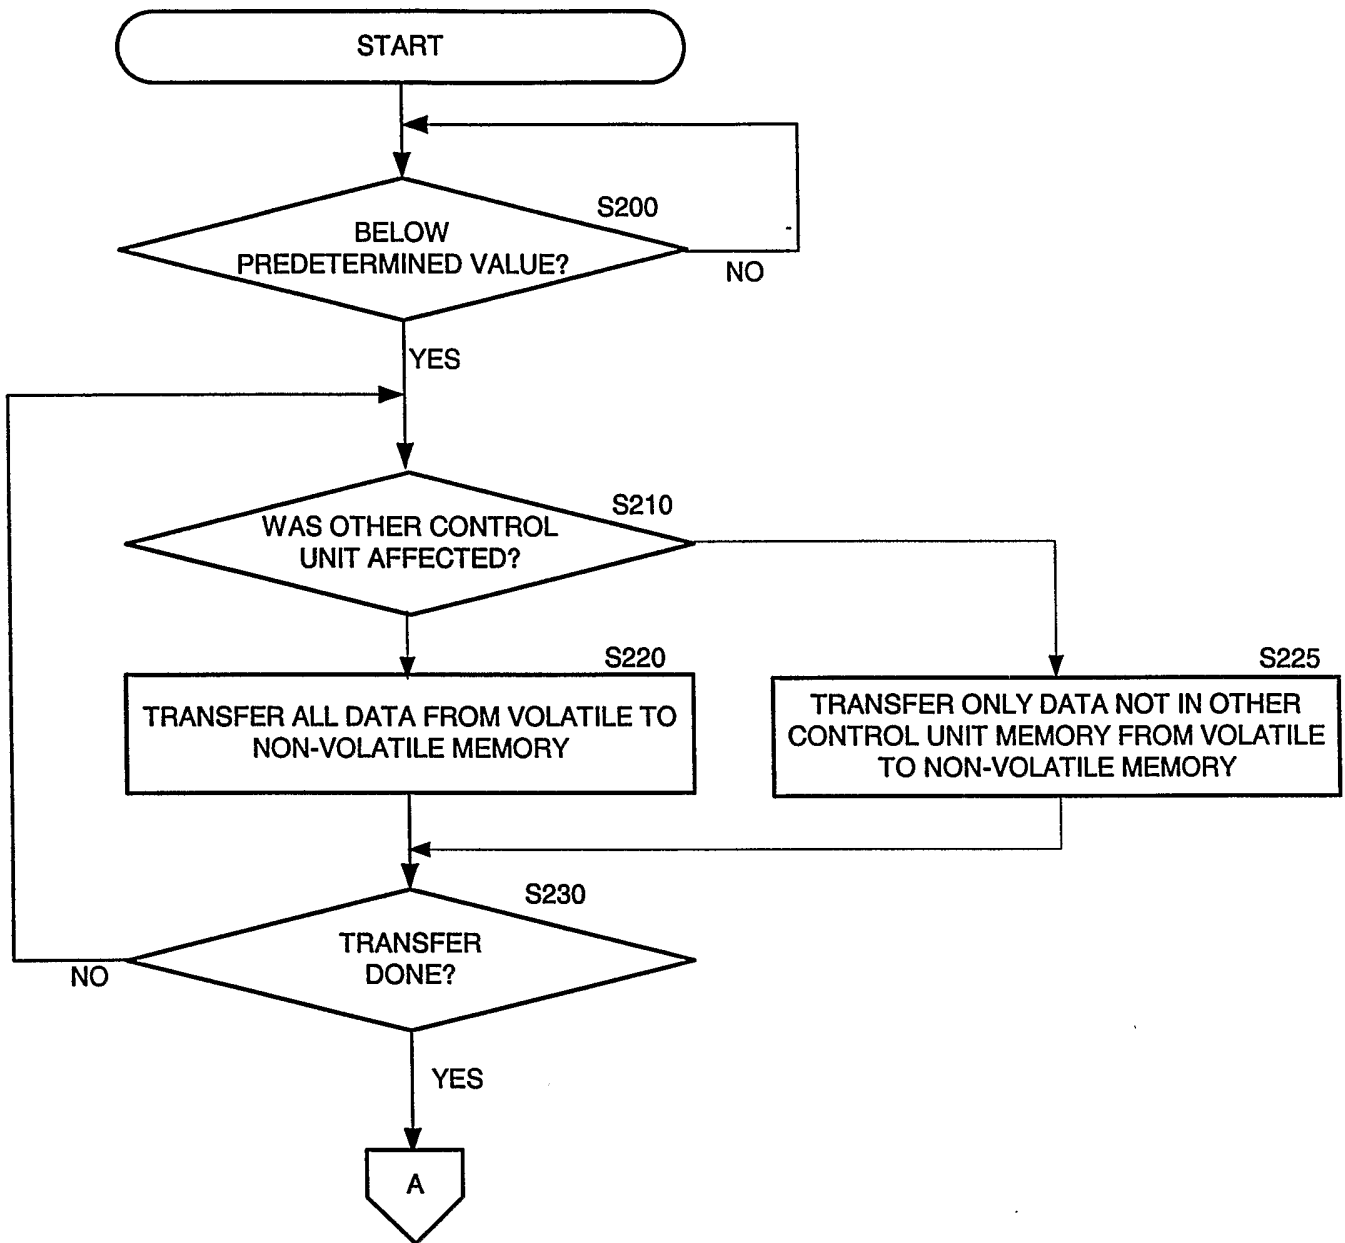 START
S200
BELOW
PREDETERMINED VALUE?
NO
YES
S210
WAS OTHER CONTROL
UNIT AFFECTED?
S220
TRANSFER ALL DATA FROM VOLATILE TO
NON-VOLATILE MEMORY
S225
TRANSFER ONLY DATA NOT IN OTHER
CONTROL UNIT MEMORY FROM VOLATILE
TO NON-VOLATILE MEMORY
S230
TRANSFER
DONE?
NO
YES
A